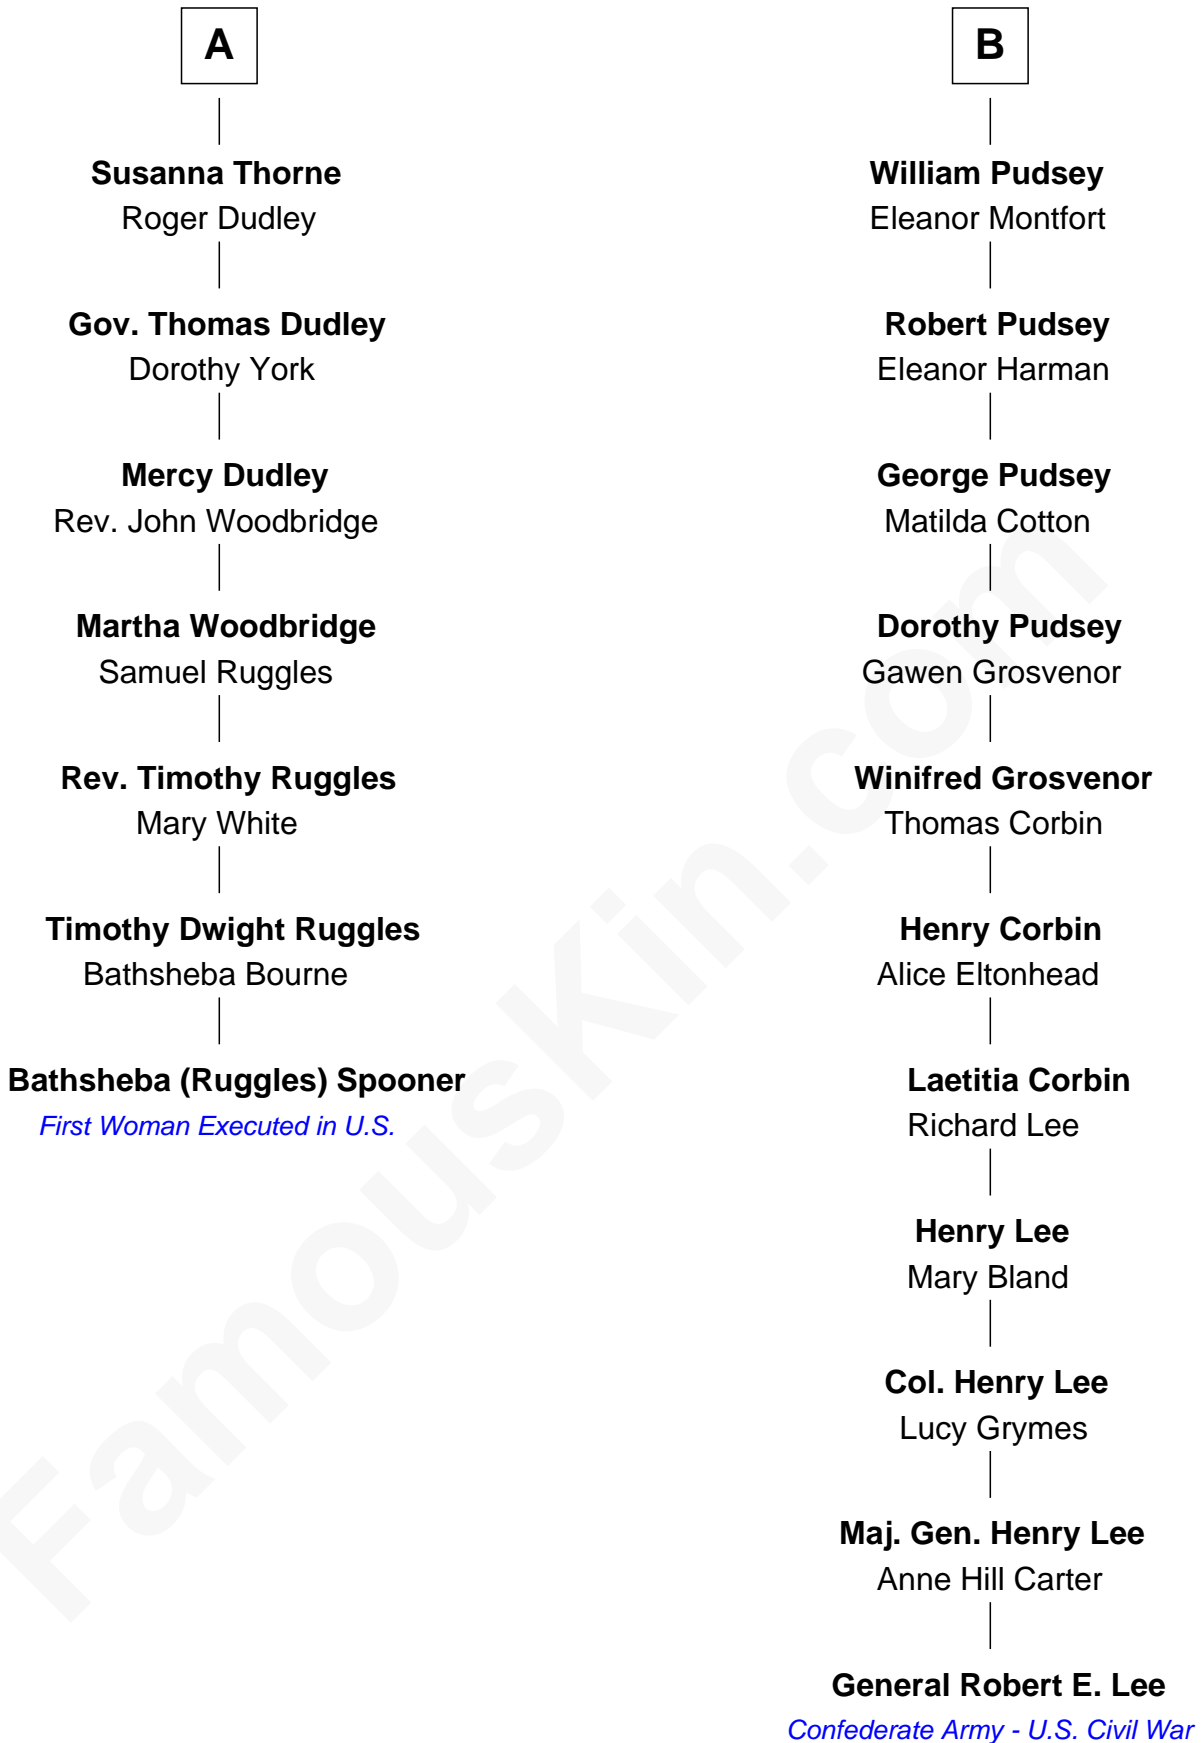 A
Susanna Thorne
Roger Dudley
Gov. Thomas Dudley
Dorothy York
Mercy Dudley
Rev. John Woodbridge
Martha Woodbridge
Samuel Ruggles
Rev. Timothy Ruggles
Mary White
Timothy Dwight Ruggles
Bathsheba Bourne
Bathsheba (Ruggles) Spooner
First Woman Executed in U.S.
B
William Pudsey
Eleanor Montfort
Robert Pudsey
Eleanor Harman
George Pudsey
Matilda Cotton
Dorothy Pudsey
Gawen Grosvenor
Winifred Grosvenor
Thomas Corbin
Henry Corbin
Alice Eltonhead
Laetitia Corbin
Richard Lee
Henry Lee
Mary Bland
Col. Henry Lee
Lucy Grymes
Maj. Gen. Henry Lee
Anne Hill Carter
General Robert E. Lee
Confederate Army - U.S. Civil War
FamousKin.com